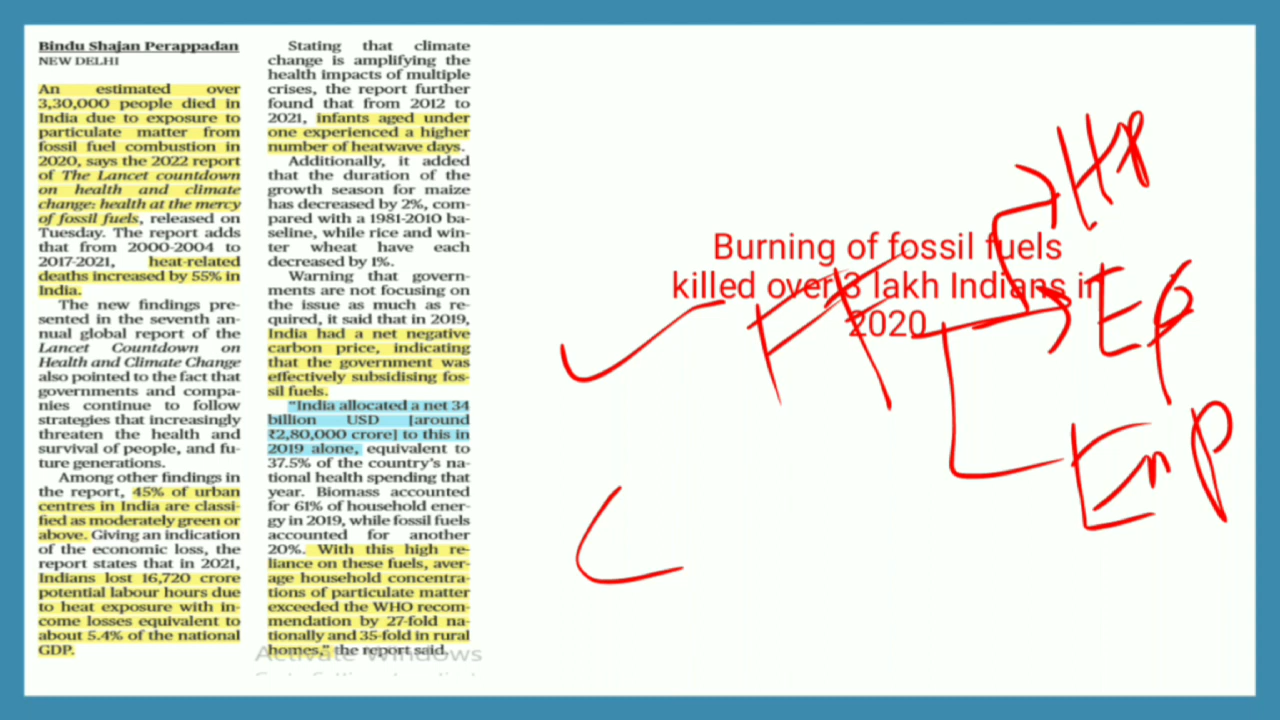 Bindu Shajan Perappadan
NEW DELHI
An estimated over
3,30,000 people died in
India due to exposure to
particulate matter from
fossil fuel combustion in
2020, says the 2022 report
of The Lancet countdown
on health and climate
change: health at the mercy
of fossil fuels, released on
Tuesday. The report adds
that from 2000-2004 to
2017-2021, heat-related
deaths increased by 55% in
India.
The new findings pre-
sented in the seventh an-
nual global report of the
Lancet Countdown on
Health and Climate Change
also pointed to the fact that
governments and compa-
nies continue to follow
strategies that increasingly
threaten the health and
survival of people, and fu-
ture generations.
Among other findings in
the report, 45% of urban
centres in India are classi-
fied as moderately green or
above. Giving an indication
of the economic loss, the
report states that in 2021,
Indians lost 16,720 crore
potential labour hours due
to heat exposure with in-
come losses equivalent to
about 5.4% of the national
GDP.
Stating that climate
change is amplifying the
health impacts of multiple
crises, the report further
found that from 2012 to
2021, infants aged under
one experienced a higher
number of heatwave days.
Additionally, it added
that the duration of the
growth season for maize
has decreased by 2%, com-
pared with a 1981-2010 ba-
seline, while rice and win-
ter wheat have each
decreased by 1%.
Warning that govern-
ments are not focusing on
the issue as much as re-
quired, it said that in 2019,
India had a net negative
carbon price, indicating
that the government was
effectively subsidising fos-
sil fuels.
"India allocated a net 34
billion USD [around
₹2,80,000 crore] to this in
2019 alone, equivalent to
37.5% of the country's na-
tional health spending that
year. Biomass accounted
for 61% of household ener-
gy in 2019, while fossil fuels
accounted for another
20%. With this high re-
liance on these fuels, aver-
age household concentra-
tions of particulate matter
exceeded the WHO recom-
mendation by 27-fold na-
tionally and 35-fold in rural
homes," the report said.
Activate Windows
Burning of fossil fuels
killed over 3 lakh Indians in
2020